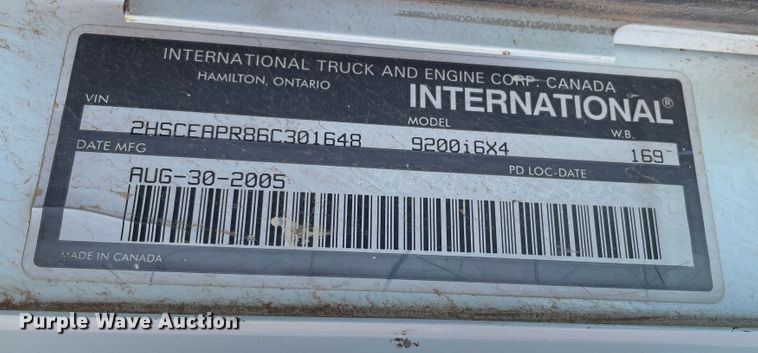 INTERNATIONAL TRUCK AND ENGINE CORP. CANADA
HAMILTON, ONTARIO
INTERNATIONAL®
VIN MODEL W.B.
2HSCEAPR86C301648 9200i6X4 169
DATE MFG PD LOC-DATE
AUG-30-2005
MADE IN CANADA
Purple Wave Auction